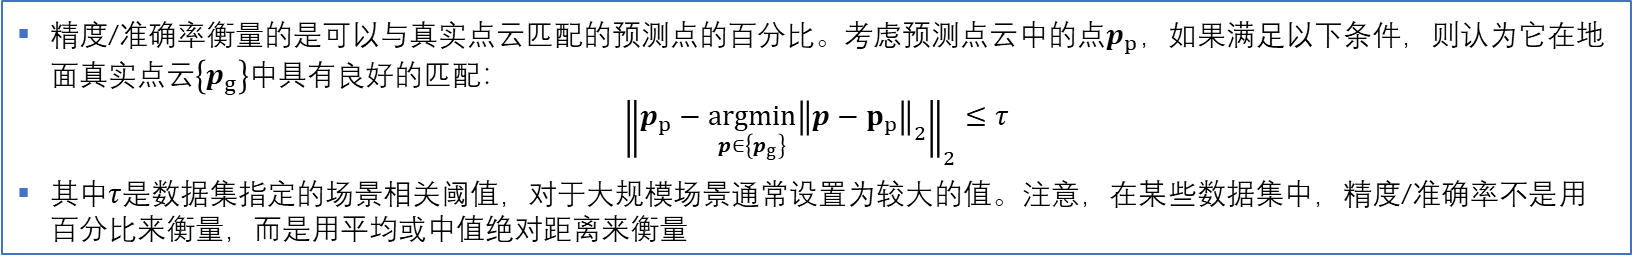 ▪ 精度/准确率衡量的是可以与真实点云匹配的预测点的百分比。考虑预测点云中的点𝒑ₚ，如果满足以下条件，则认为它在地
面真实点云{𝒑g}中具有良好的匹配：
‖𝒑p − argmin 𝒑∈{𝒑g} ‖𝒑 − 𝐩p‖2‖2 ≤ τ
▪ 其中τ是数据集指定的场景相关阈值，对于大规模场景通常设置为较大的值。注意，在某些数据集中，精度/准确率不是用
百分比来衡量，而是用平均或中值绝对距离来衡量